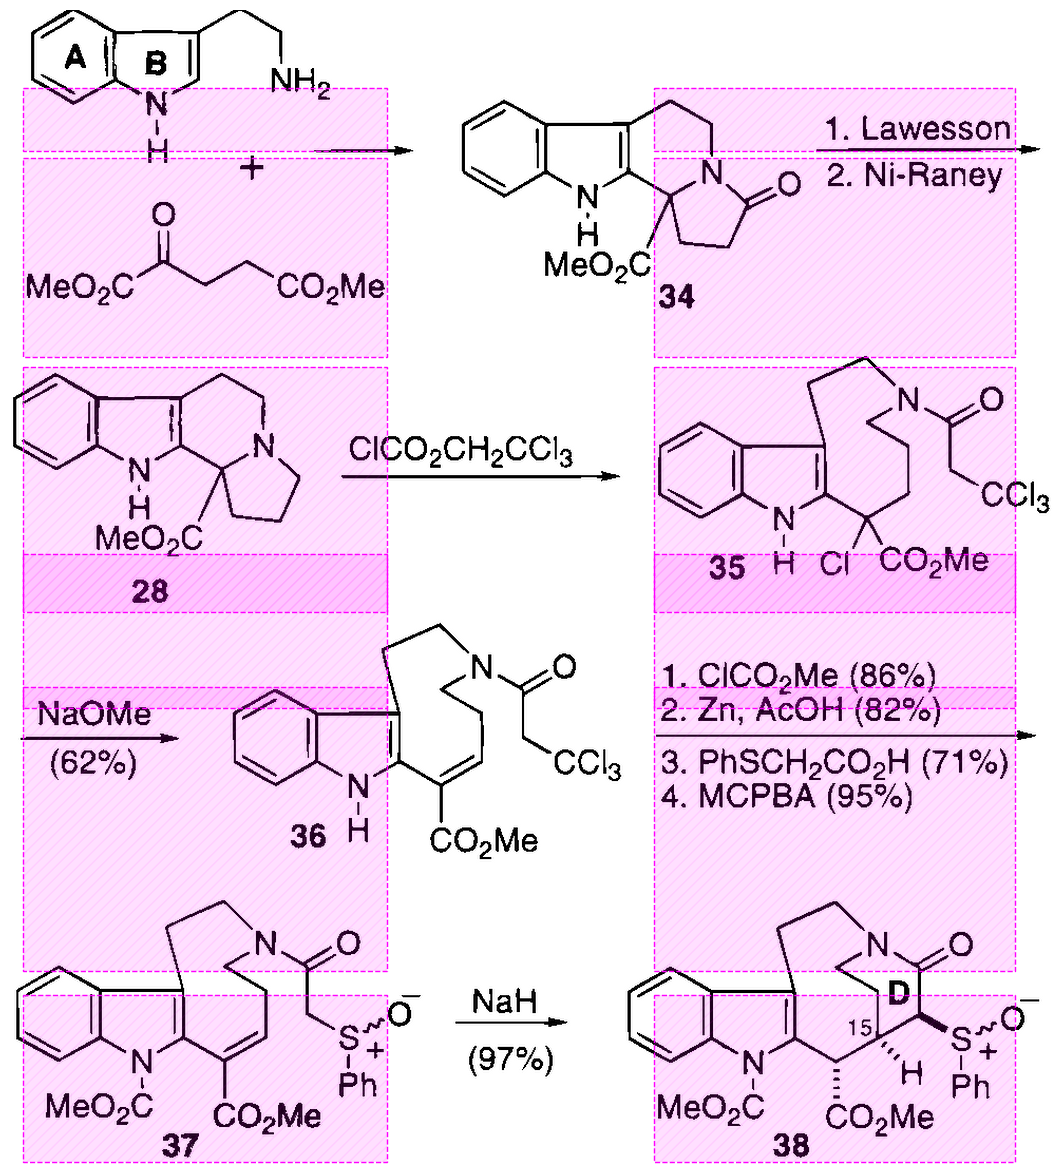 A
B
NH2
N
H
+
O
MeO2C
CO2Me
N
O
N
H
MeO2C
34
1. Lawesson
2. Ni-Raney
N
N
H
MeO2C
28
ClCO2CH2CCl3
N
O
CCl3
N
H
Cl
CO2Me
35
NaOMe
(62%)
N
O
CCl3
N
H
CO2Me
36
1. ClCO2Me (86%)
2. Zn, AcOH (82%)
3. PhSCH2CO2H (71%)
4. MCPBA (95%)
N
O
S
+
O
−
Ph
N
MeO2C
CO2Me
37
NaH
(97%)
N
O
D
15
S
+
O
−
H
Ph
N
MeO2C
CO2Me
38